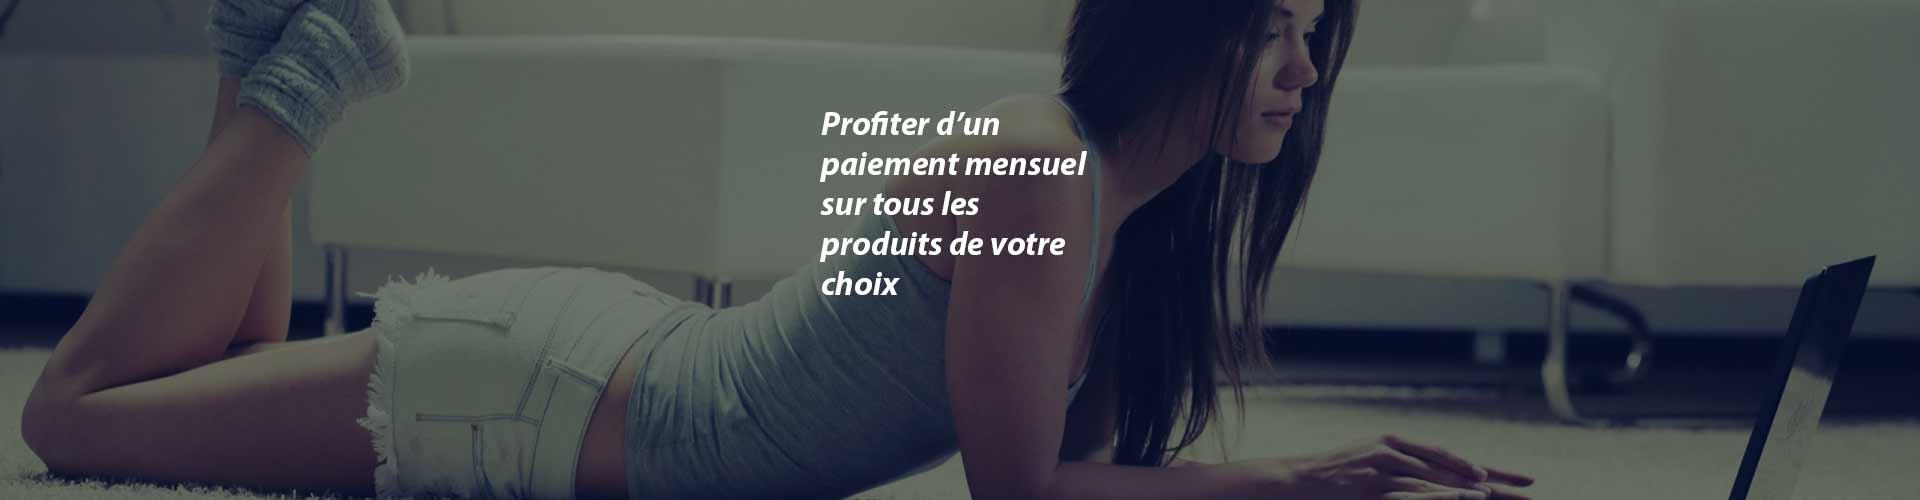 Profiter d’un
paiement mensuel
sur tous les
produits de votre
choix